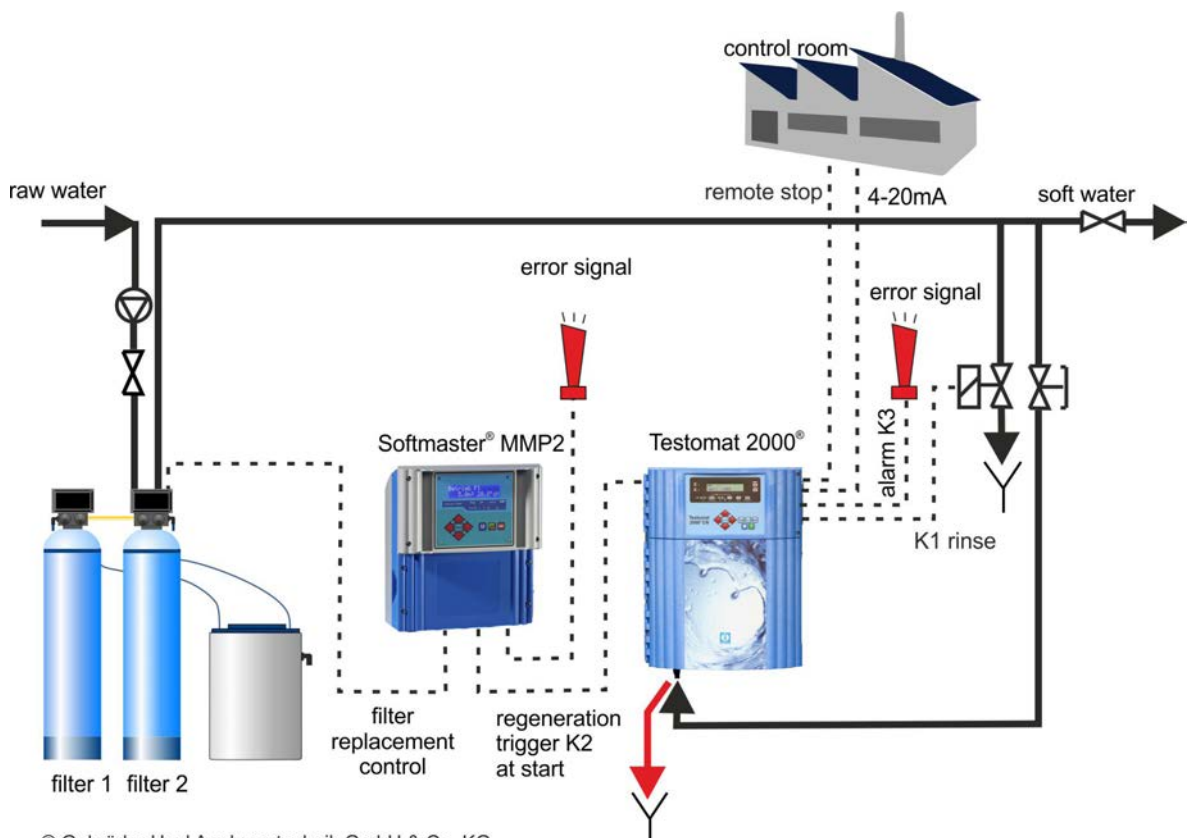 control room
raw water
remote stop
4-20mA
soft water
error signal
error signal
Softmaster® MMP2
Testomat 2000®
alarm K3
K1 rinse
filter
replacement
control
regeneration
trigger K2
at start
filter 1
filter 2